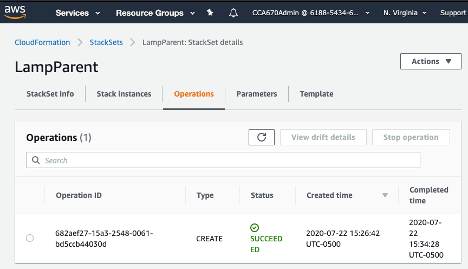 aws
Services
Resource Groups
CCA670Admin @ 6188-5434-6...
N. Virginia
Support
CloudFormation
StackSets
LampParent: StackSet details
LampParent
Actions
StackSet info
Stack instances
Operations
Parameters
Template
Operations (1)
View drift details
Stop operation
Search
Operation ID
Type
Status
Created time
Completed
time
682aef27-15a3-2548-0061-
bd5ccb44030d
CREATE
SUCCEED
ED
2020-07-22 15:26:42
UTC-0500
2020-07-
22
15:34:28
UTC-0500